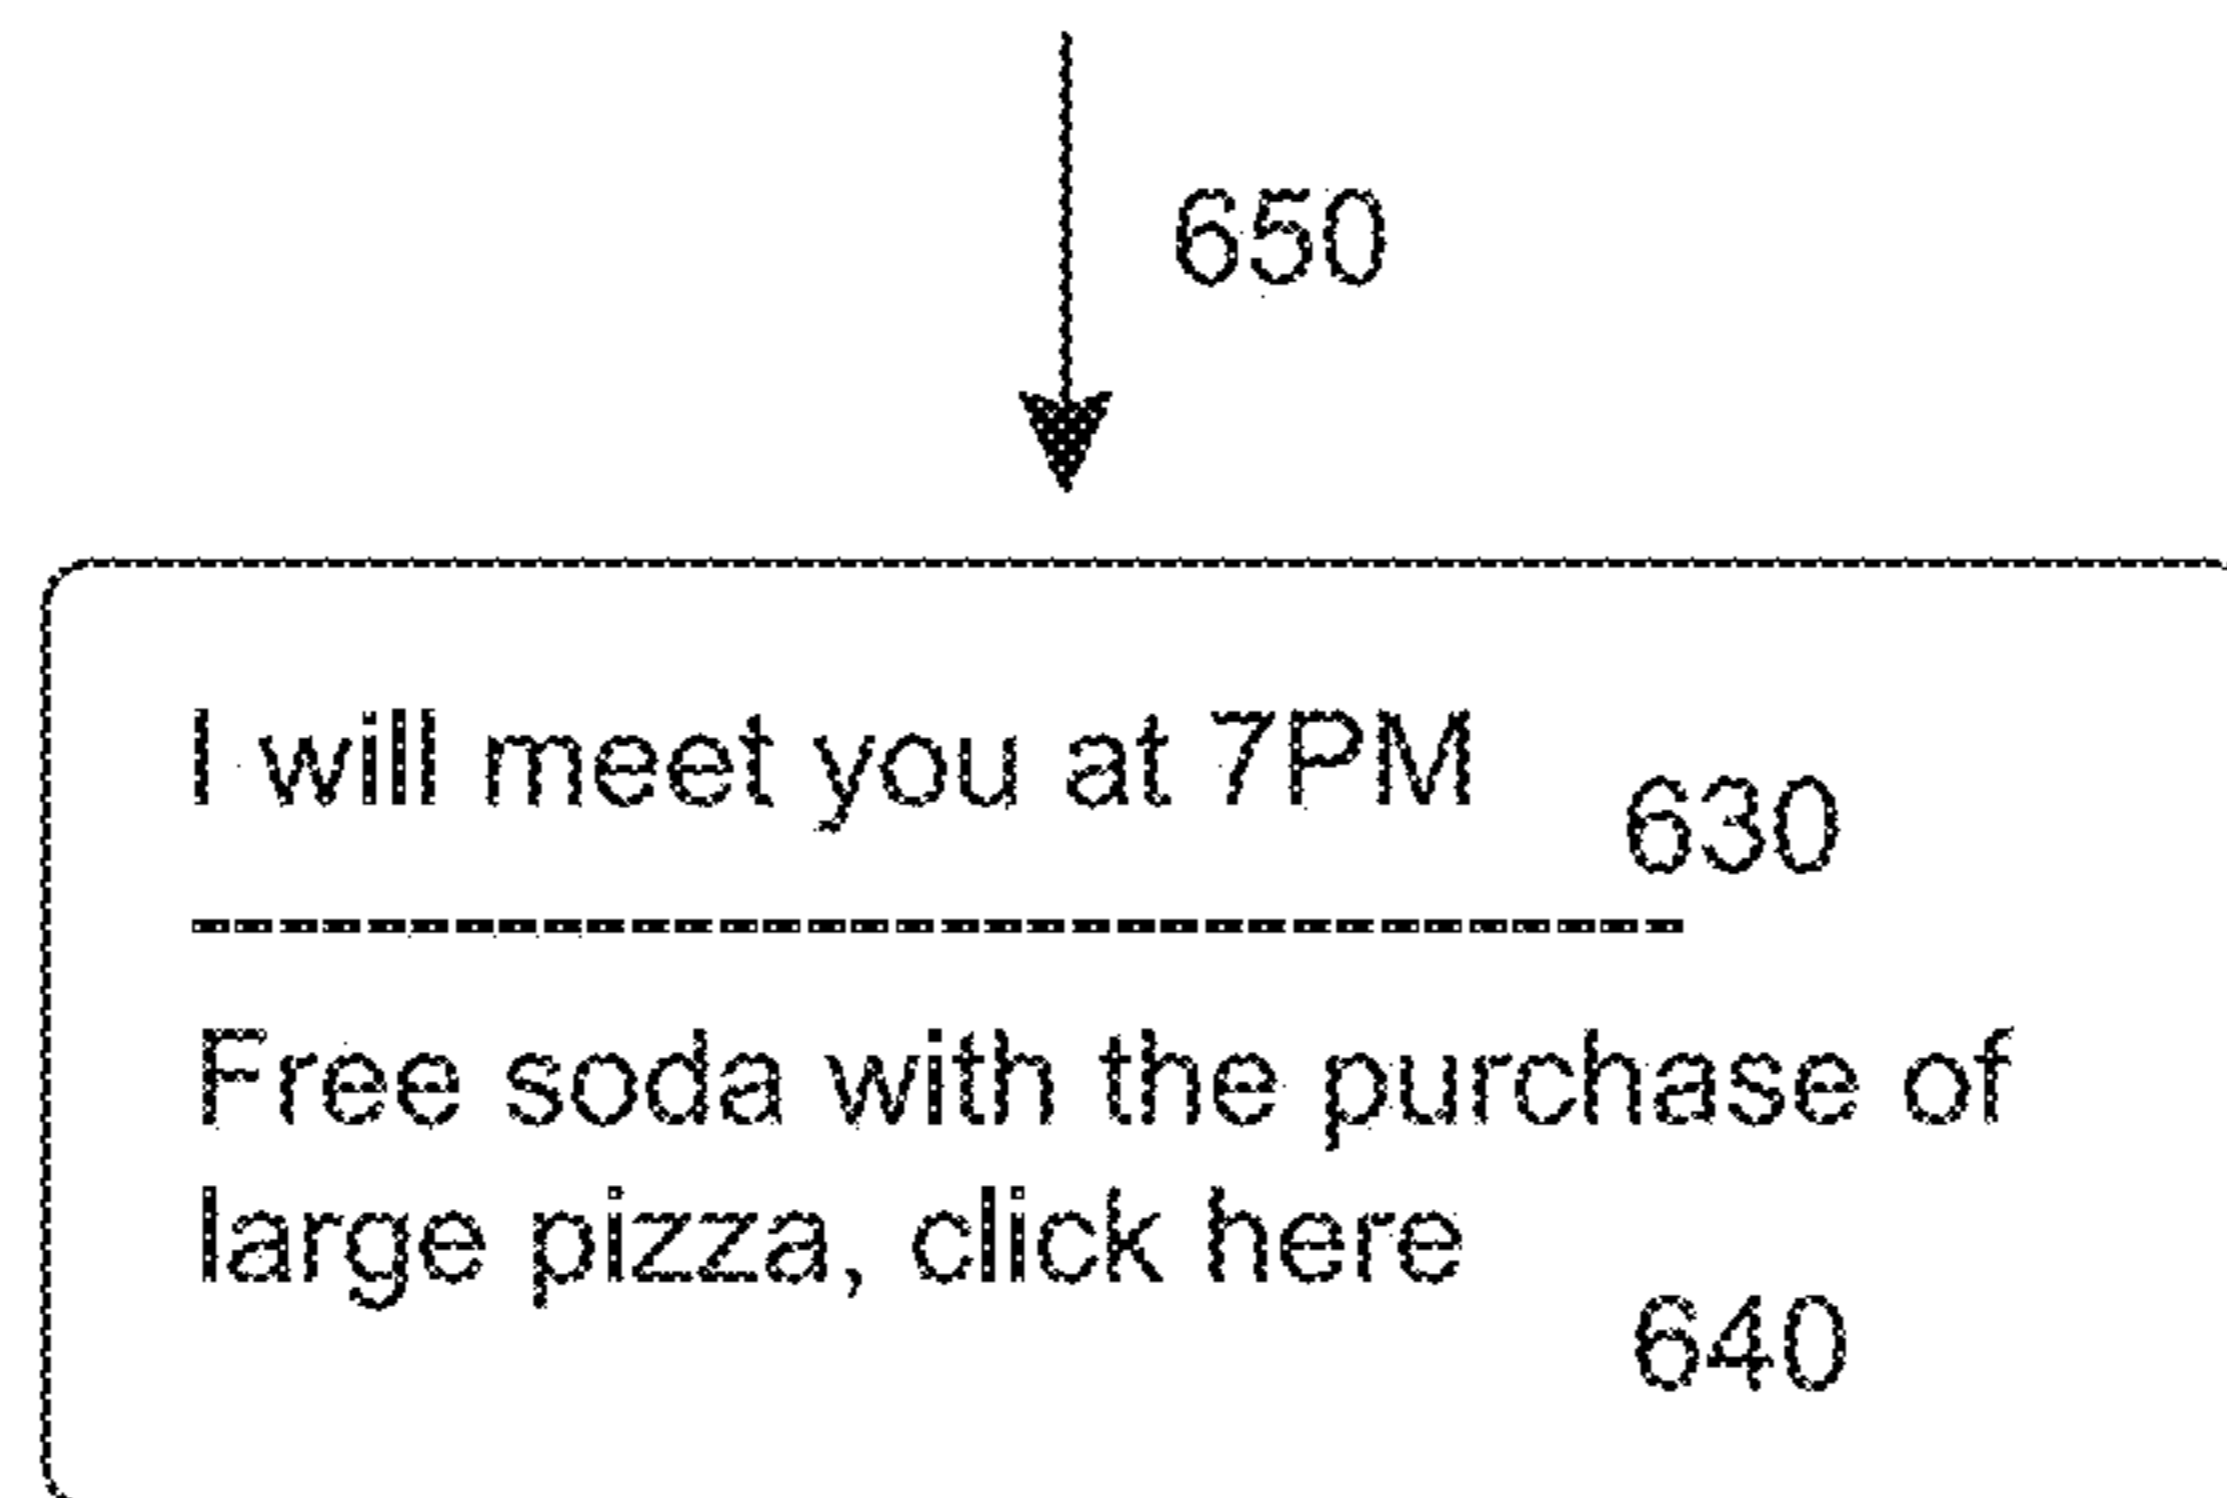 650
I will meet you at 7PM
630
--------------------------------
Free soda with the purchase of
large pizza, click here
640